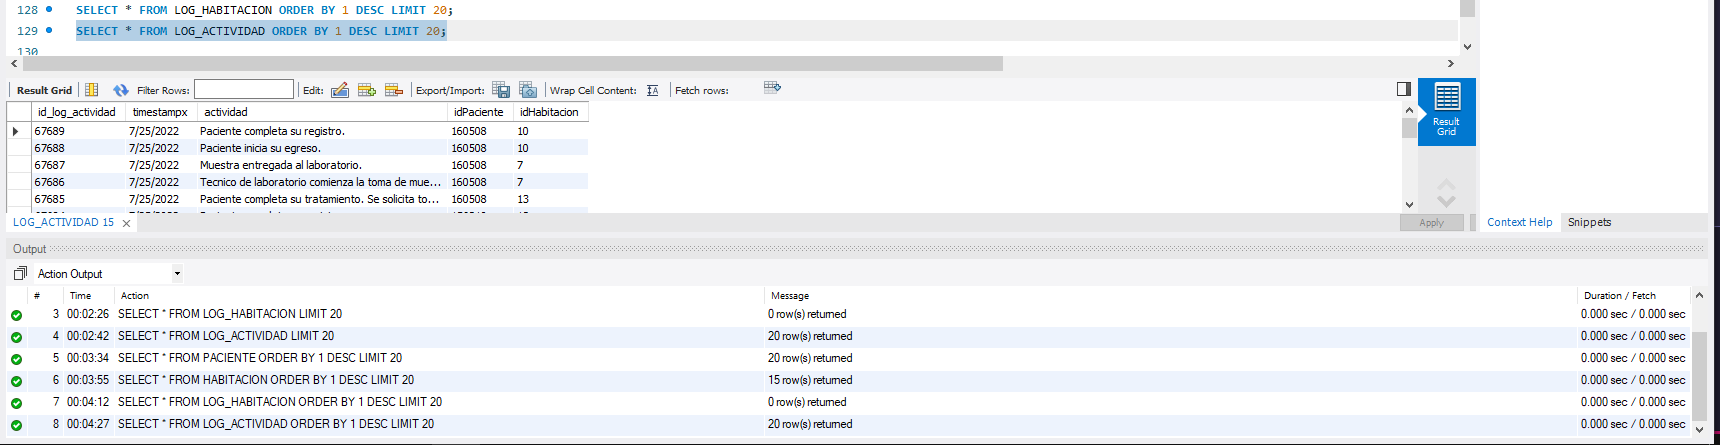 128 SELECT * FROM LOG_HABITACION ORDER BY 1 DESC LIMIT 20;
129 SELECT * FROM LOG_ACTIVIDAD ORDER BY 1 DESC LIMIT 20;
130
Result Grid Filter Rows: Edit: Export/Import: Wrap Cell Content: Fetch rows:
id_log_actividad timestampx actividad idPaciente idHabitacion
67689 7/25/2022 Paciente completa su registro. 160508 10
67688 7/25/2022 Paciente inicia su egreso. 160508 10
67687 7/25/2022 Muestra entregada al laboratorio. 160508 7
67686 7/25/2022 Tecnico de laboratorio comienza la toma de mue... 160508 7
67685 7/25/2022 Paciente completa su tratamiento. Se solicita to... 160508 13
Result
Grid
LOG_ACTIVIDAD 15 Apply Context Help Snippets
Output
Action Output
# Time Action Message Duration / Fetch
3 00:02:26 SELECT * FROM LOG_HABITACION LIMIT 20 0 row(s) returned 0.000 sec / 0.000 sec
4 00:02:42 SELECT * FROM LOG_ACTIVIDAD LIMIT 20 20 row(s) returned 0.000 sec / 0.000 sec
5 00:03:34 SELECT * FROM PACIENTE ORDER BY 1 DESC LIMIT 20 20 row(s) returned 0.000 sec / 0.000 sec
6 00:03:55 SELECT * FROM HABITACION ORDER BY 1 DESC LIMIT 20 15 row(s) returned 0.000 sec / 0.000 sec
7 00:04:12 SELECT * FROM LOG_HABITACION ORDER BY 1 DESC LIMIT 20 0 row(s) returned 0.000 sec / 0.000 sec
8 00:04:27 SELECT * FROM LOG_ACTIVIDAD ORDER BY 1 DESC LIMIT 20 20 row(s) returned 0.000 sec / 0.000 sec